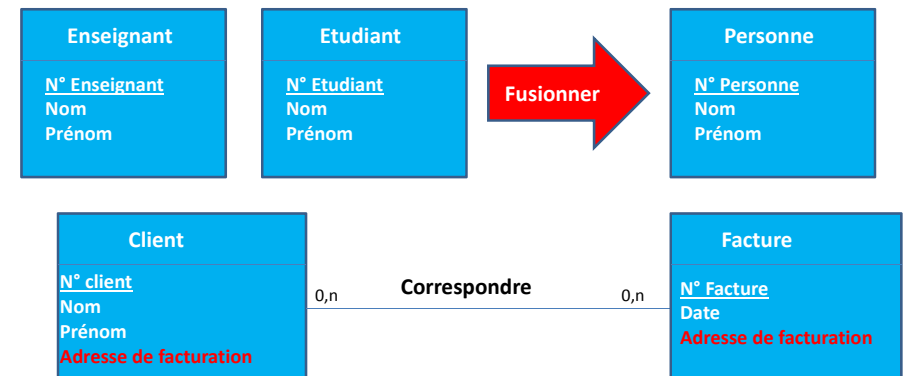 Enseignant
N° Enseignant
Nom
Prénom
Etudiant
N° Etudiant
Nom
Prénom
Fusionner
Personne
N° Personne
Nom
Prénom
Client
N° client
Nom
Prénom
Adresse de facturation
0,n
Correspondre
0,n
Facture
N° Facture
Date
Adresse de facturation